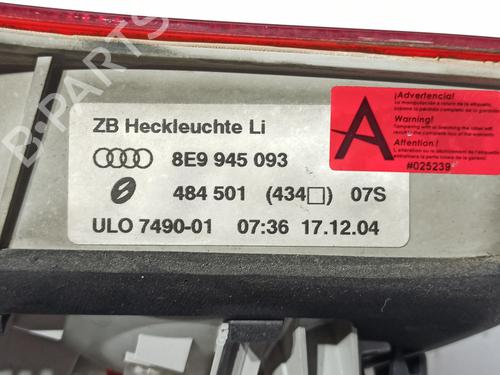 B-PARTS
ZB Heckleuchte Li
8E9 945 093
484 501 (434□) 07S
ULO 7490-01 07:36 17.12.04
A
¡Advertencia!
Warning!
Attention !
#025239